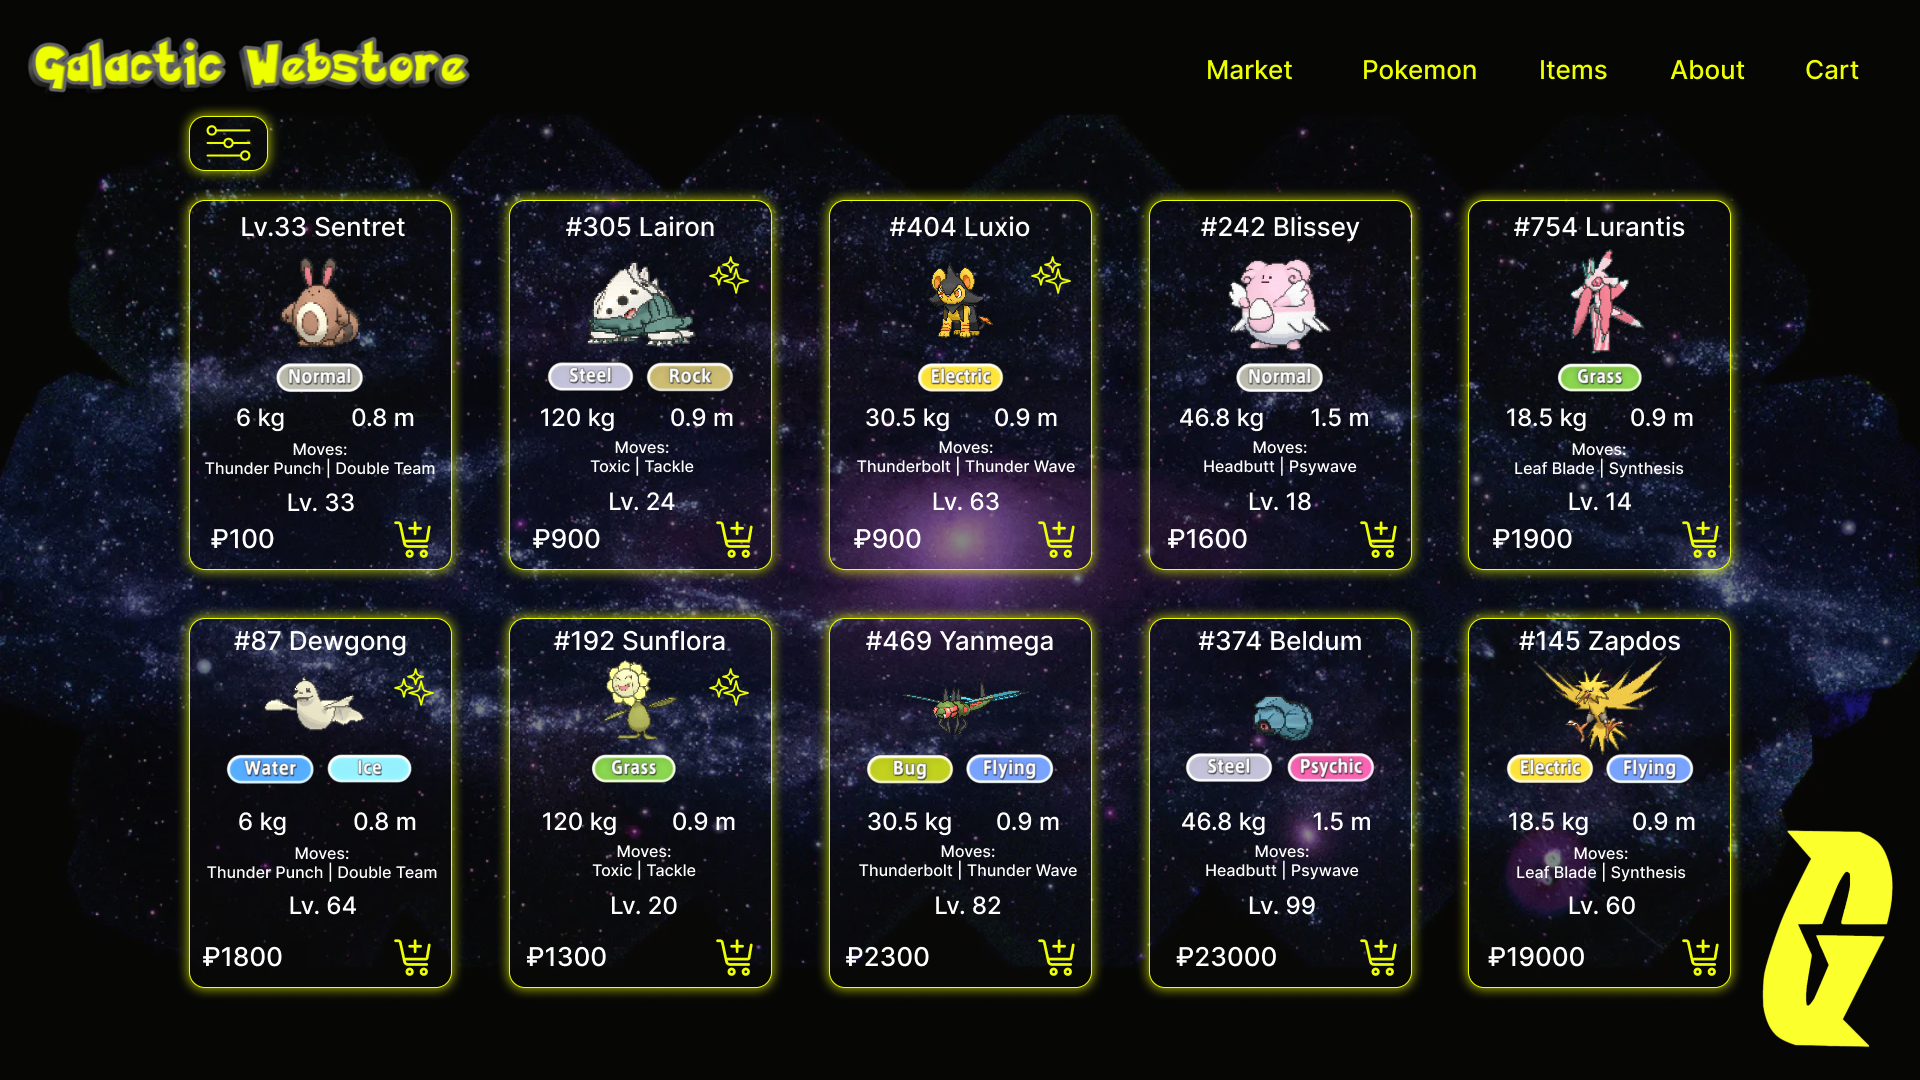 Galactic Webstore
Market Pokemon Items About Cart
Lv.33 Sentret
Normal
6 kg 0.8 m
Moves:
Thunder Punch | Double Team
Lv. 33
₽100
#305 Lairon
Steel Rock
120 kg 0.9 m
Moves:
Toxic | Tackle
Lv. 24
₽900
#404 Luxio
Electric
30.5 kg 0.9 m
Moves:
Thunderbolt | Thunder Wave
Lv. 63
₽900
#242 Blissey
Normal
46.8 kg 1.5 m
Moves:
Headbutt | Psywave
Lv. 18
₽1600
#754 Lurantis
Grass
18.5 kg 0.9 m
Moves:
Leaf Blade | Synthesis
Lv. 14
₽1900
#87 Dewgong
Water Ice
6 kg 0.8 m
Moves:
Thunder Punch | Double Team
Lv. 64
₽1800
#192 Sunflora
Grass
120 kg 0.9 m
Moves:
Toxic | Tackle
Lv. 20
₽1300
#469 Yanmega
Bug Flying
30.5 kg 0.9 m
Moves:
Thunderbolt | Thunder Wave
Lv. 82
₽2300
#374 Beldum
Steel Psychic
46.8 kg 1.5 m
Moves:
Headbutt | Psywave
Lv. 99
₽23000
#145 Zapdos
Electric Flying
18.5 kg 0.9 m
Moves:
Leaf Blade | Synthesis
Lv. 60
₽19000
G